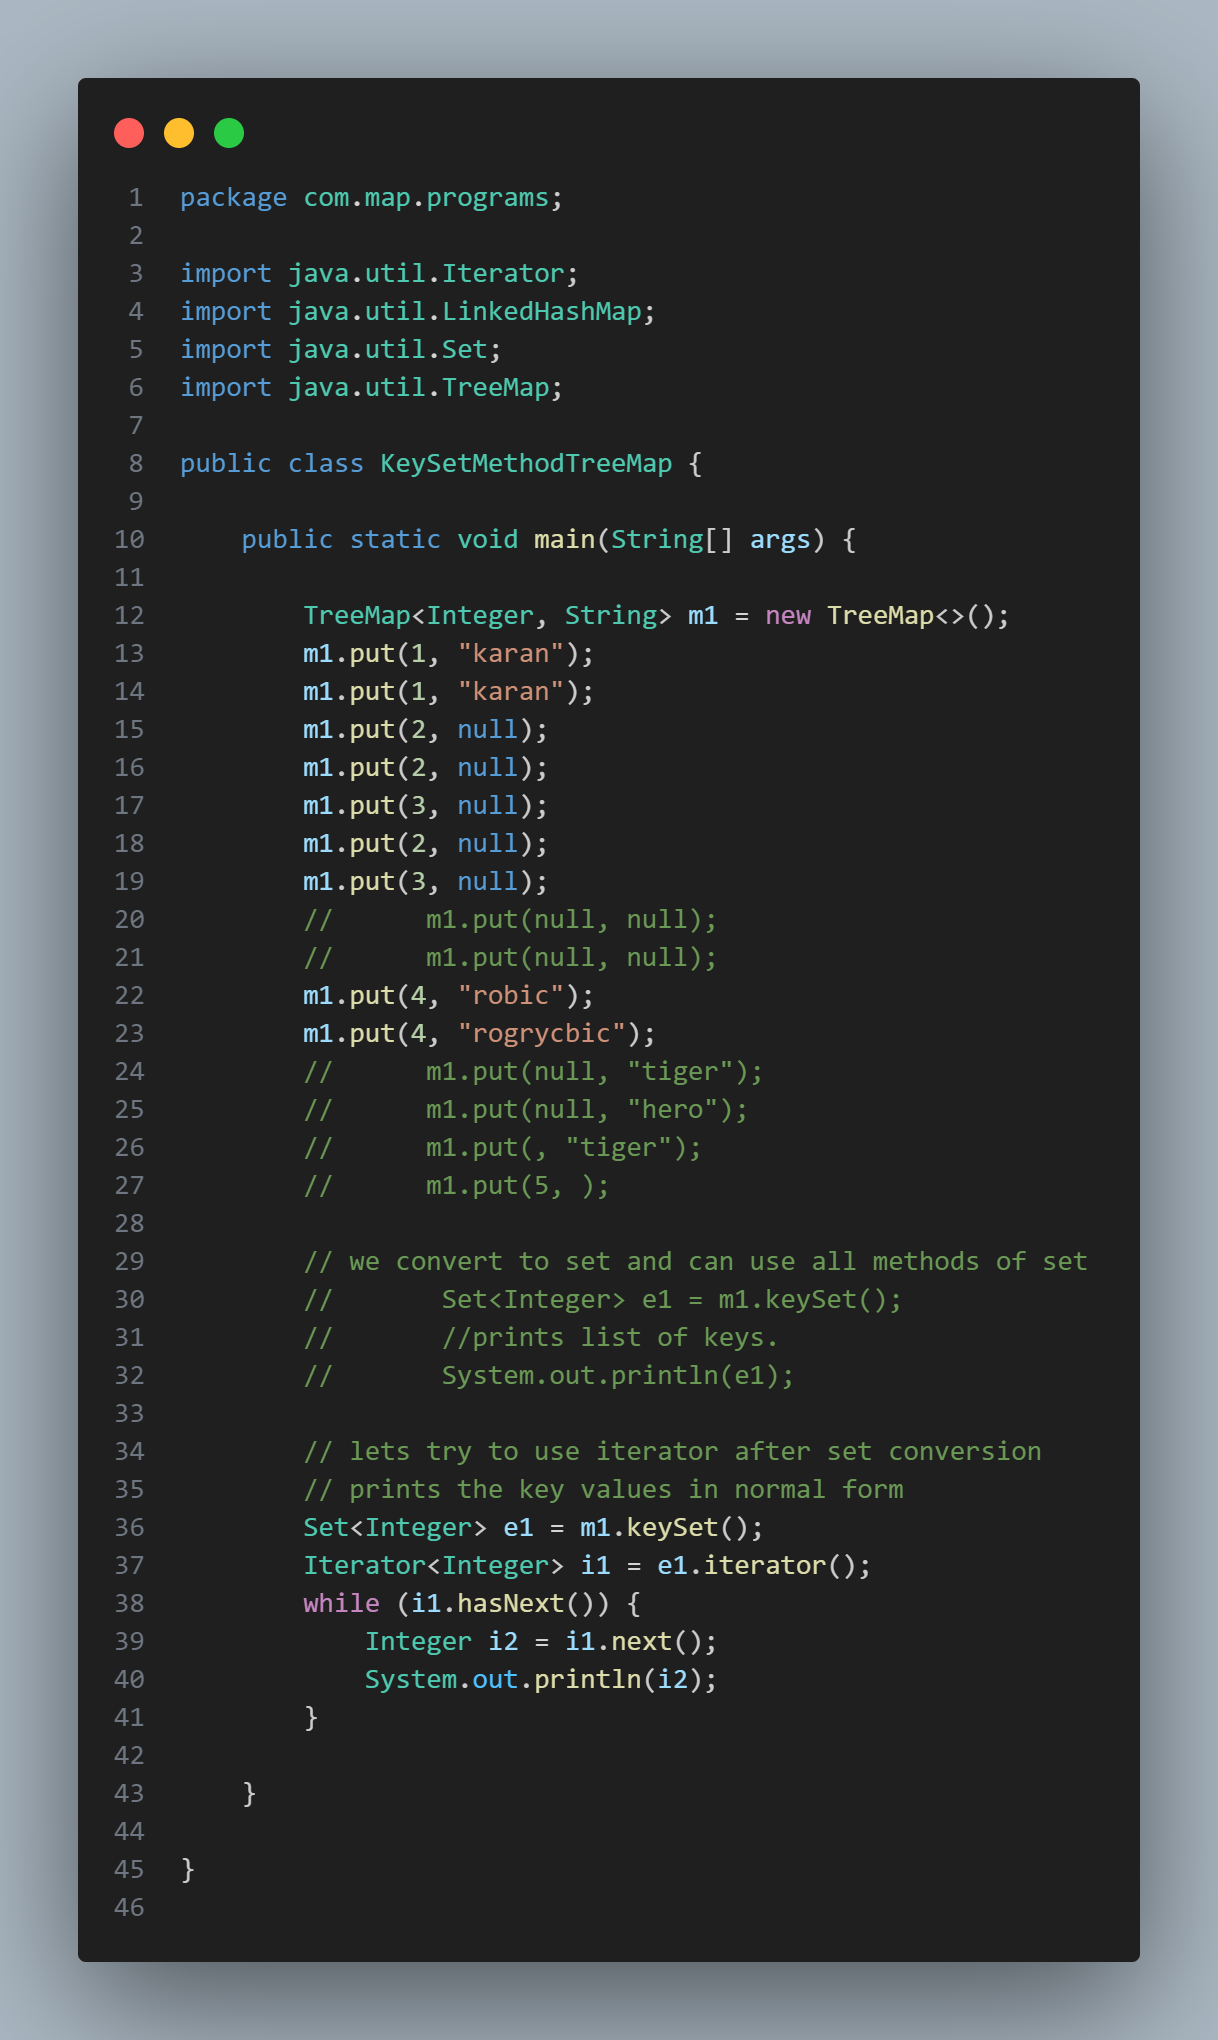 1 package com.map.programs;
2
3 import java.util.Iterator;
4 import java.util.LinkedHashMap;
5 import java.util.Set;
6 import java.util.TreeMap;
7
8 public class KeySetMethodTreeMap {
9
10     public static void main(String[] args) {
11
12         TreeMap<Integer, String> m1 = new TreeMap<>();
13         m1.put(1, "karan");
14         m1.put(1, "karan");
15         m1.put(2, null);
16         m1.put(2, null);
17         m1.put(3, null);
18         m1.put(2, null);
19         m1.put(3, null);
20         //      m1.put(null, null);
21         //      m1.put(null, null);
22         m1.put(4, "robic");
23         m1.put(4, "rogrycbic");
24         //      m1.put(null, "tiger");
25         //      m1.put(null, "hero");
26         //      m1.put(, "tiger");
27         //      m1.put(5, );
28
29         // we convert to set and can use all methods of set
30         //       Set<Integer> e1 = m1.keySet();
31         //       //prints list of keys.
32         //       System.out.println(e1);
33
34         // lets try to use iterator after set conversion
35         // prints the key values in normal form
36         Set<Integer> e1 = m1.keySet();
37         Iterator<Integer> i1 = e1.iterator();
38         while (i1.hasNext()) {
39             Integer i2 = i1.next();
40             System.out.println(i2);
41         }
42
43     }
44
45 }
46